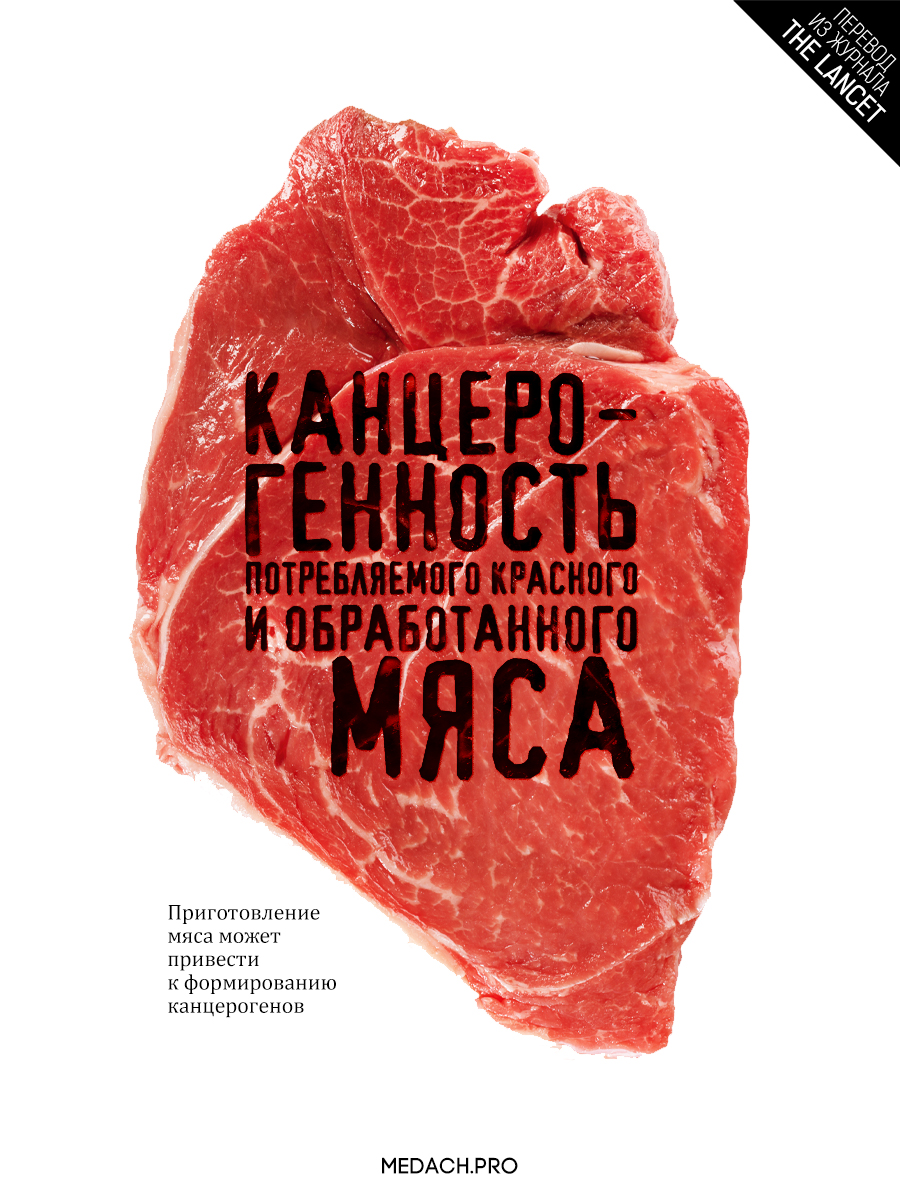 ПЕРЕВОД
ИЗ ЖУРНАЛА
THE LANCET
КАНЦЕРО-
ГЕННОСТЬ
ПОТРЕБЛЯЕМОГО КРАСНОГО
И ОБРАБОТАННОГО
МЯСА
Приготовление
мяса может
привести
к формированию
канцерогенов
MEDACH.PRO